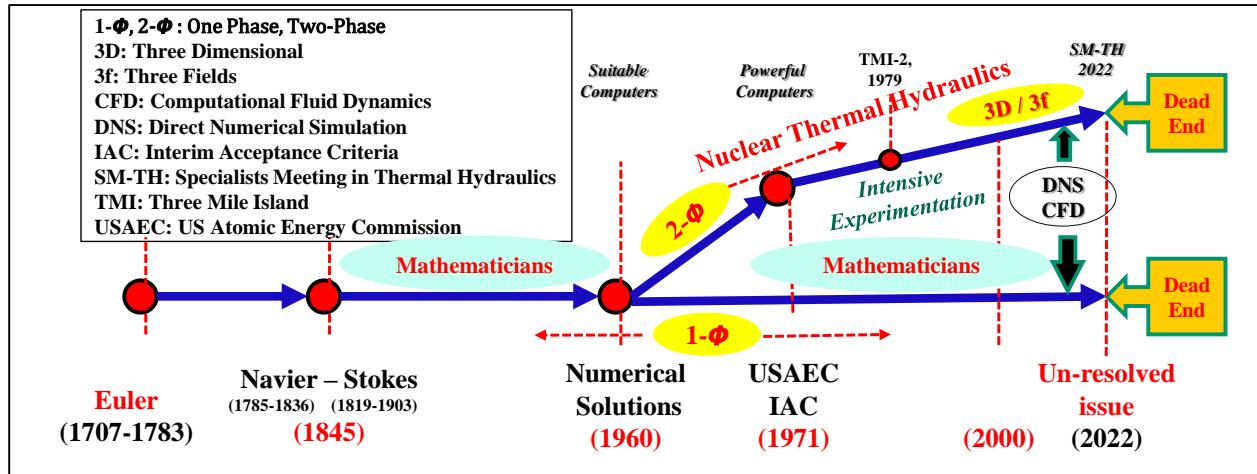 1-Φ, 2-Φ : One Phase, Two-Phase
3D: Three Dimensional
3f: Three Fields
CFD: Computational Fluid Dynamics
DNS: Direct Numerical Simulation
IAC: Interim Acceptance Criteria
SM-TH: Specialists Meeting in Thermal Hydraulics
TMI: Three Mile Island
USAEC: US Atomic Energy Commission
Suitable
Computers
Powerful
Computers
TMI-2,
1979
SM-TH
2022
Nuclear Thermal Hydraulics
3D / 3f
Dead
End
2-Φ
Intensive
Experimentation
DNS
CFD
Mathematicians
Mathematicians
Dead
End
1-Φ
Euler
(1707-1783)
Navier – Stokes
(1785-1836) (1819-1903)
(1845)
Numerical
Solutions
(1960)
USAEC
IAC
(1971)
(2000)
Un-resolved
issue
(2022)